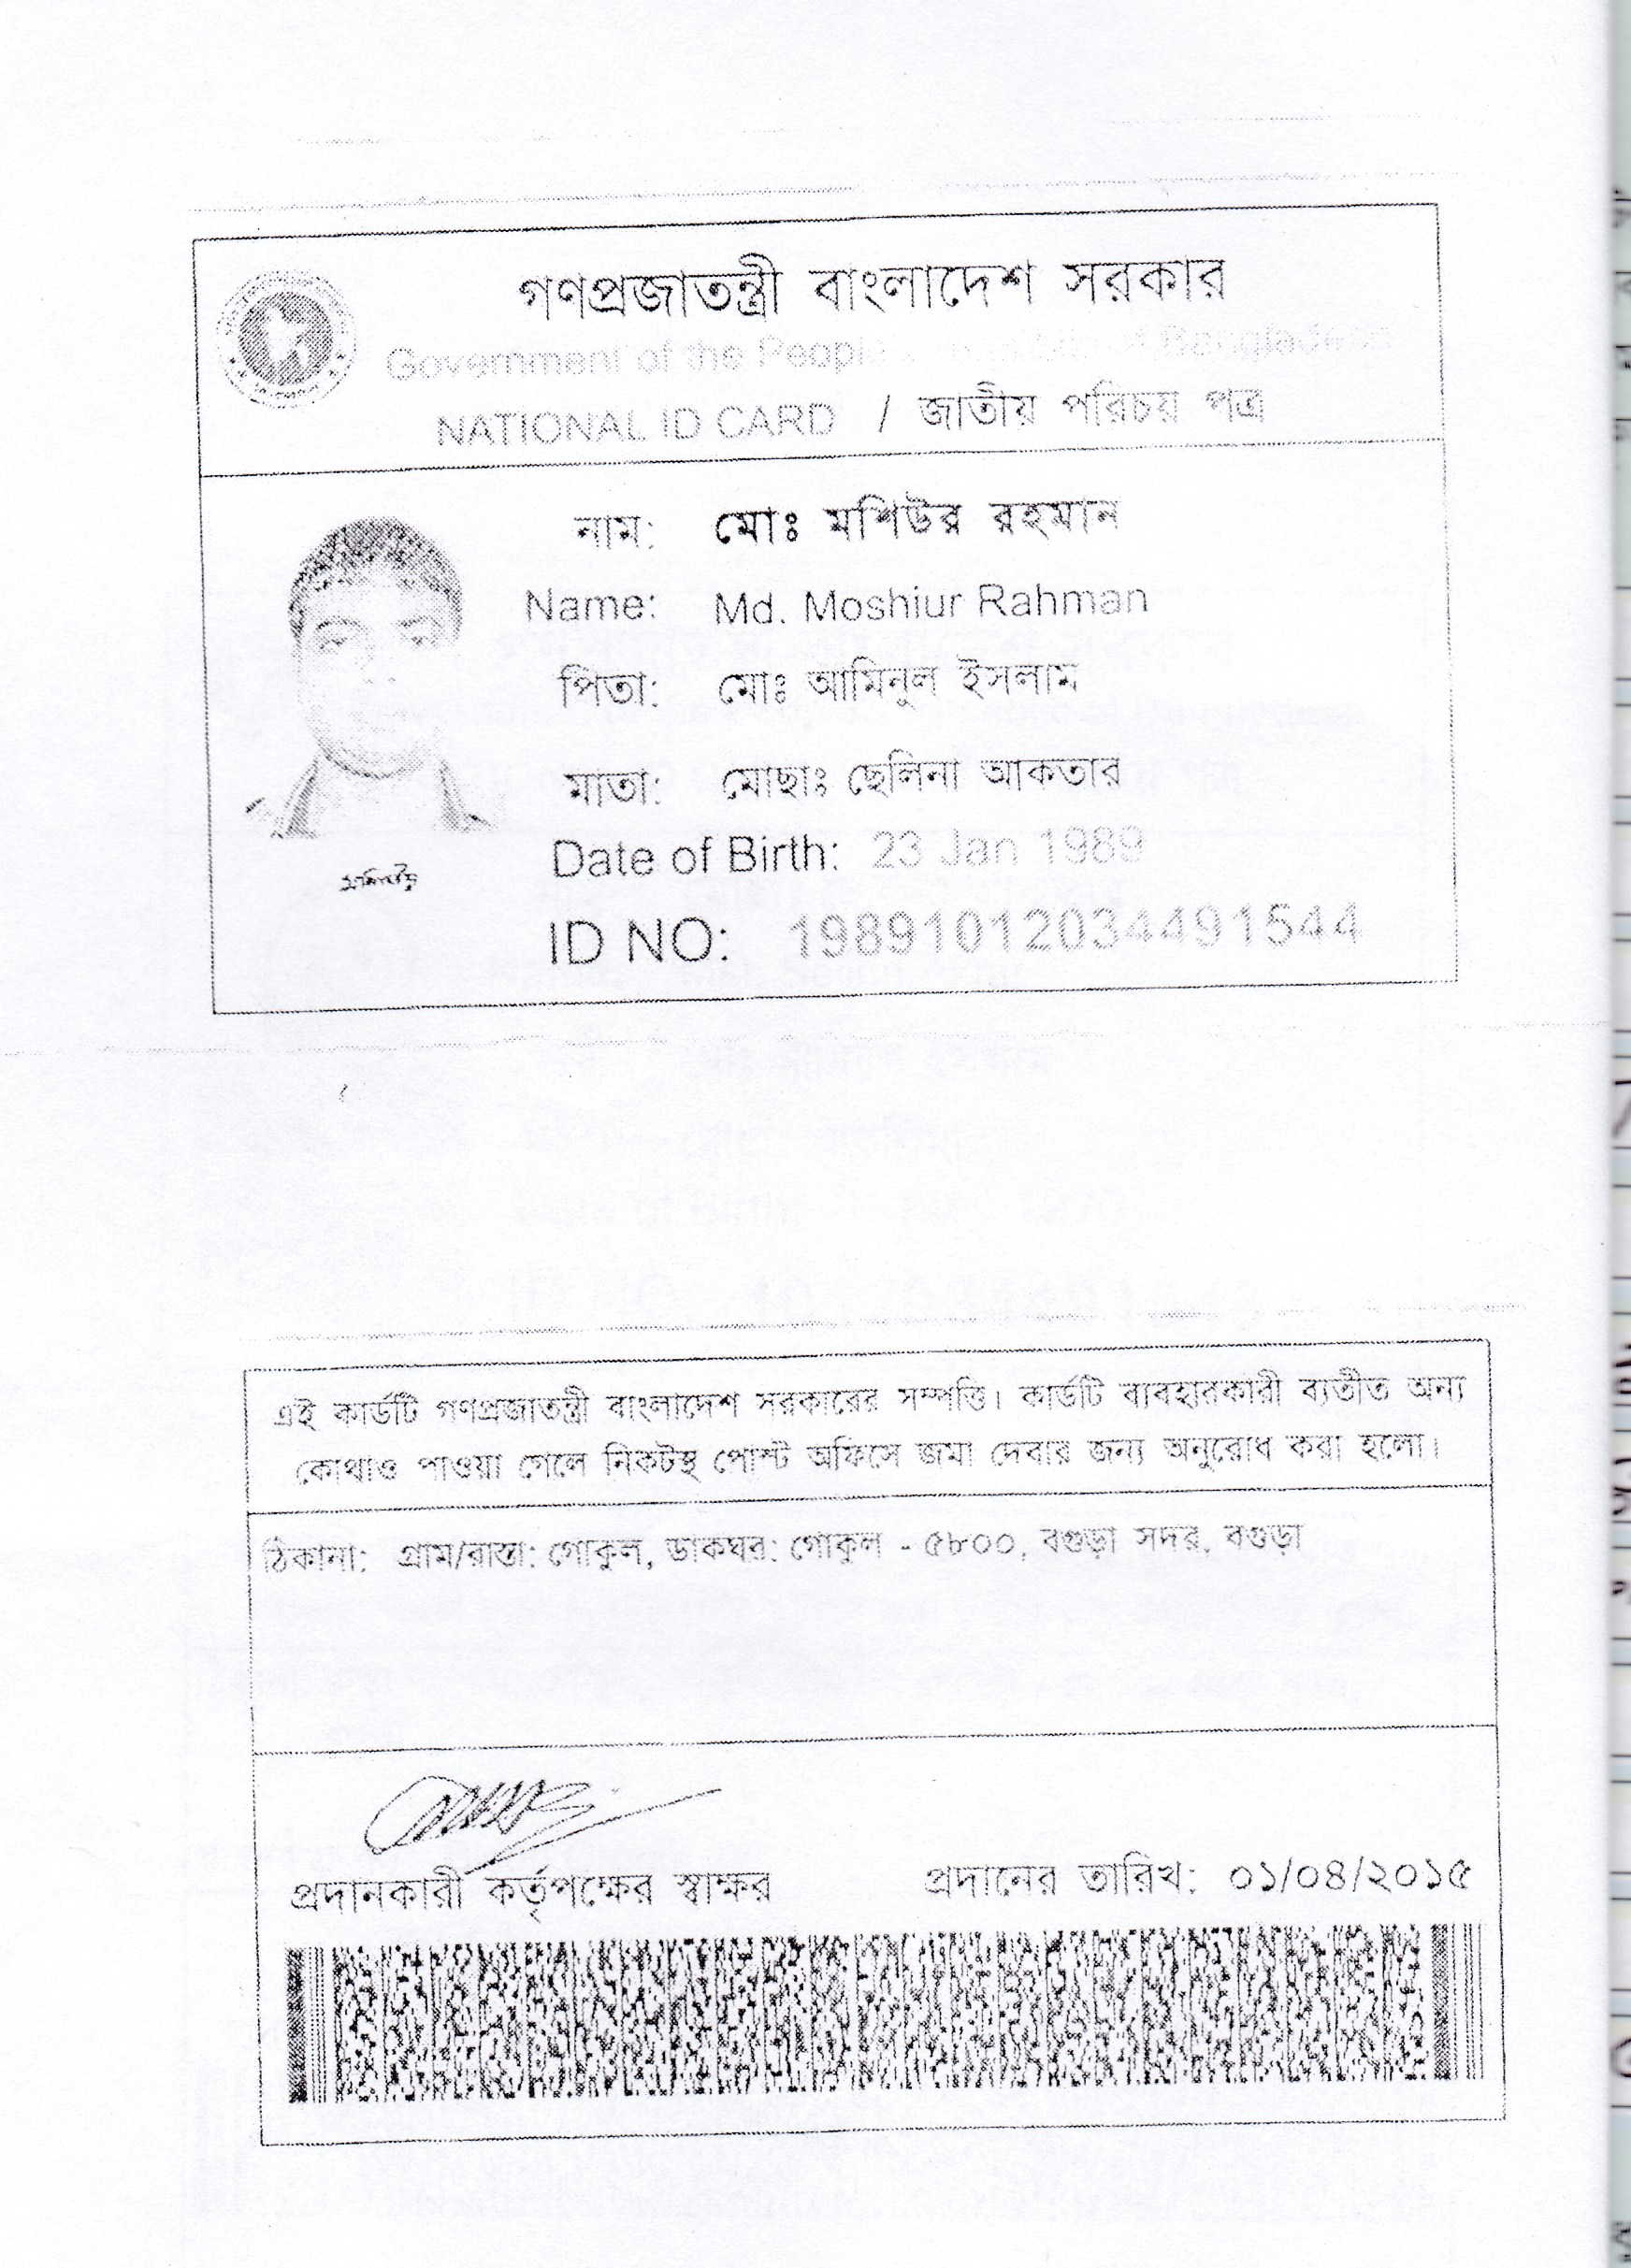 গণপ্রজাতন্ত্রী বাংলাদেশ সরকার
Government of the People Bangladesh
NATIONAL ID CARD / জাতীয় পরিচয় পত্র
নাম: মোঃ মশিউর রহমান
Name: Md. Moshiur Rahman
পিতা: মোঃ আমিনুল ইসলাম
মাতা: মোছাঃ ছেলিনা আকতার
Date of Birth: 23 Jan 1989
ID NO: 19891012034491544
এই কার্ডটি গণপ্রজাতন্ত্রী বাংলাদেশ সরকারের সম্পত্তি। কার্ডটি ব্যবহারকারী ব্যতীত অন্য
কোথাও পাওয়া গেলে নিকটস্থ পোস্ট অফিসে জমা দেবার জন্য অনুরোধ করা হলো।
ঠিকানা: গ্রাম/রাস্তা: গোকুল, ডাকঘর: গোকুল - ৫৮০০, বগুড়া সদর, বগুড়া
প্রদানকারী কর্তৃপক্ষের স্বাক্ষর প্রদানের তারিখ: ০১/০৪/২০১৫